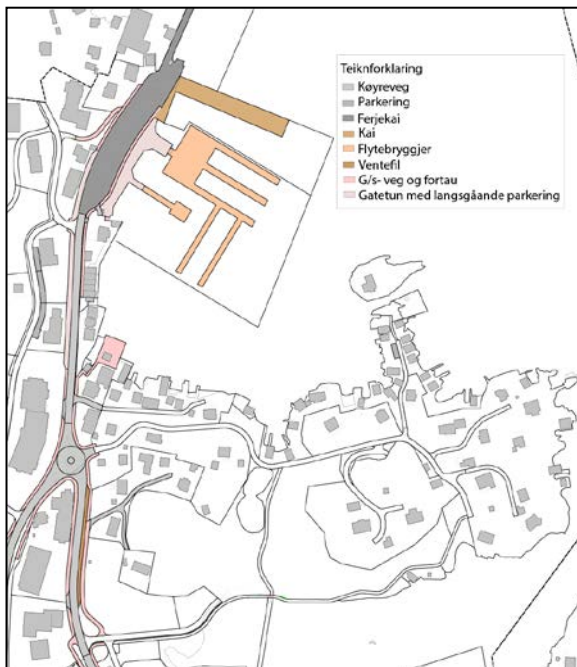 Teiknforklaring
Køyreveg
Parkering
Ferjekai
Kai
Flytebryggjer
Ventefil
G/s- veg og fortau
Gatetun med langsgåande parkering